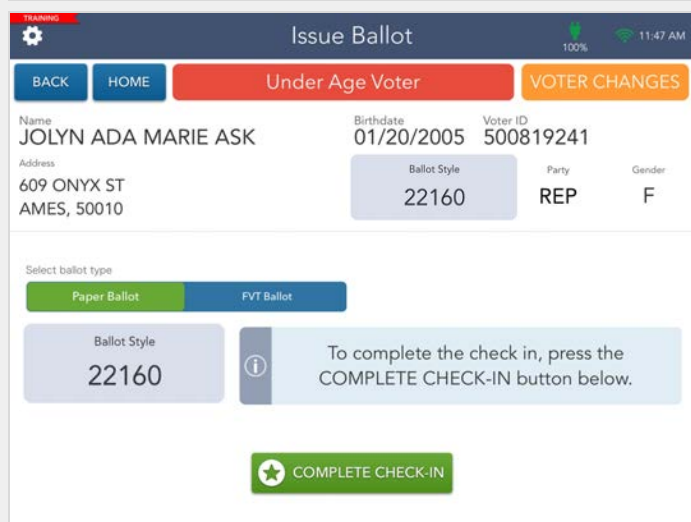 TRAINING
Issue Ballot
100%
11:47 AM
BACK
HOME
Under Age Voter
VOTER CHANGES
Name
JOLYN ADA MARIE ASK
Birthdate
01/20/2005
Voter ID
500819241
Address
609 ONYX ST
AMES, 50010
Ballot Style
22160
Party
REP
Gender
F
Select ballot type
Paper Ballot
FVT Ballot
Ballot Style
22160
To complete the check in, press the
COMPLETE CHECK-IN button below.
COMPLETE CHECK-IN